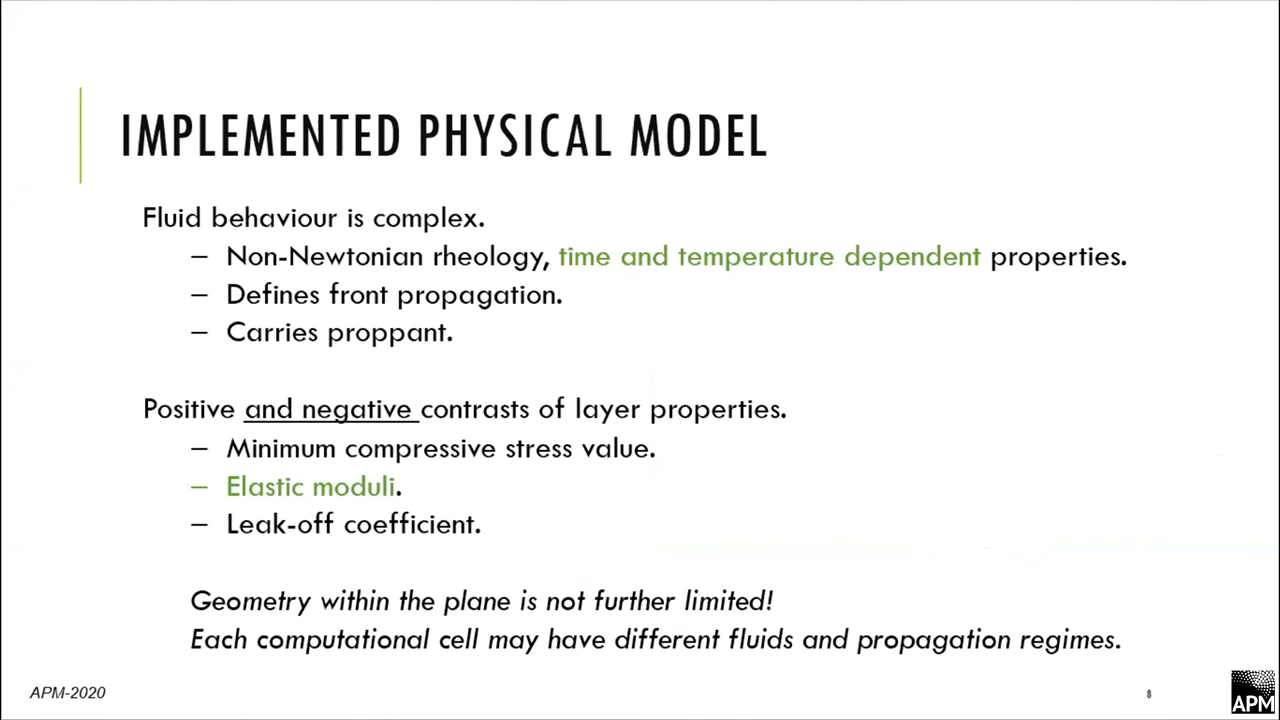 IMPLEMENTED PHYSICAL MODEL
Fluid behaviour is complex.
– Non-Newtonian rheology, time and temperature dependent properties.
– Defines front propagation.
– Carries proppant.
Positive and negative contrasts of layer properties.
– Minimum compressive stress value.
– Elastic moduli.
– Leak-off coefficient.
Geometry within the plane is not further limited!
Each computational cell may have different fluids and propagation regimes.
APM-2020
8
APM